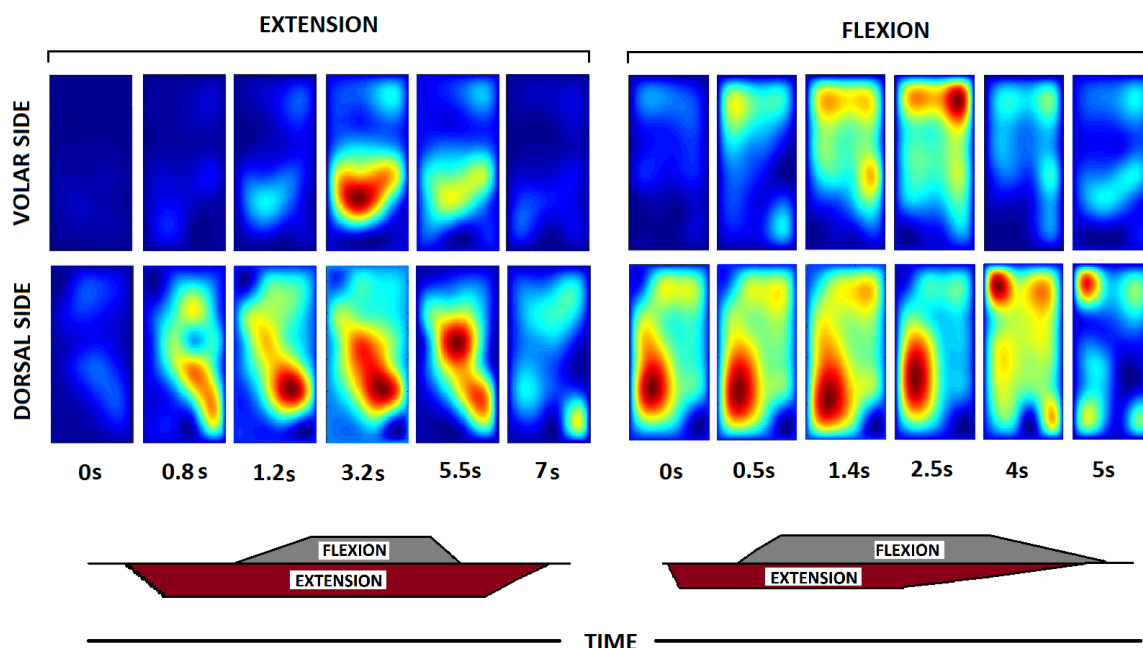 EXTENSION
FLEXION
VOLAR SIDE
DORSAL SIDE
0s 0.8s 1.2s 3.2s 5.5s 7s
0s 0.5s 1.4s 2.5s 4s 5s
FLEXION
EXTENSION
FLEXION
EXTENSION
TIME